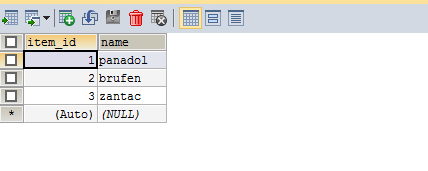 item_id name
1 panadol
2 brufen
3 zantac
* (Auto) (NULL)